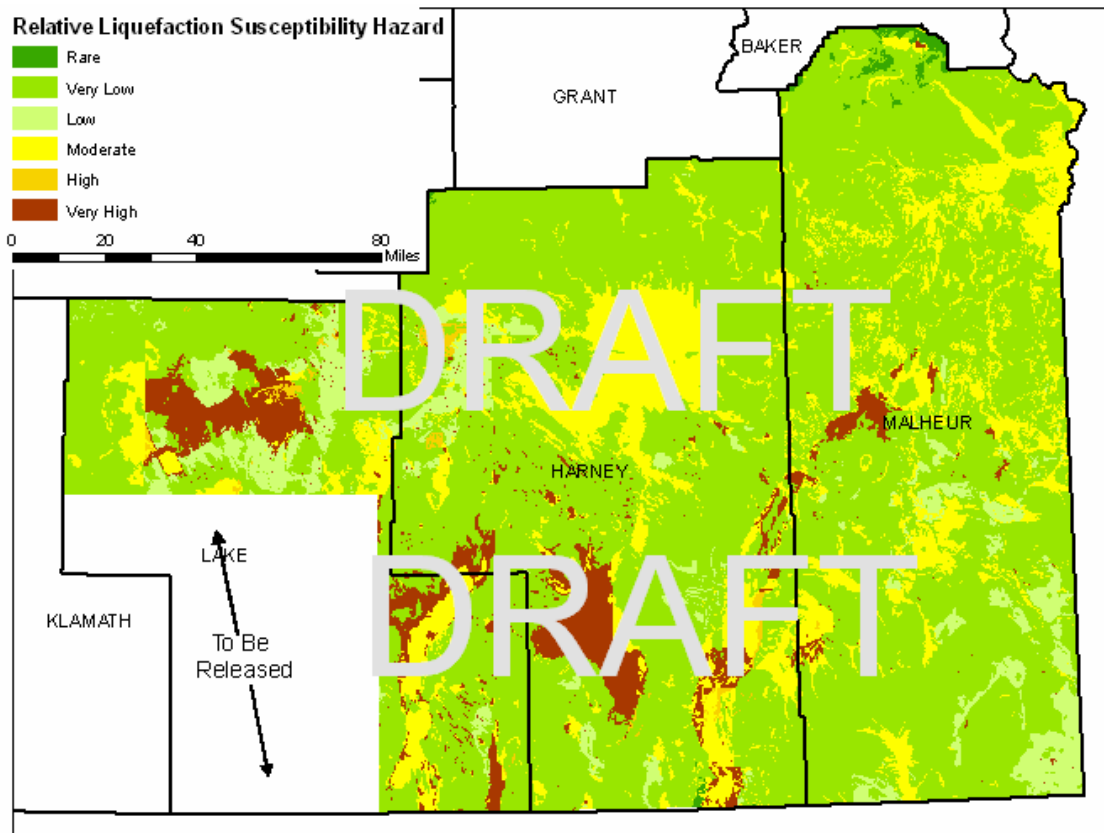 Relative Liquefaction Susceptibility Hazard
Rare
Very Low
Low
Moderate
High
Very High
0 20 40 80
Miles
BAKER
GRANT
DRAFT
MALHEUR
HARNEY
DRAFT
LAKE
KLAMATH
To Be
Released